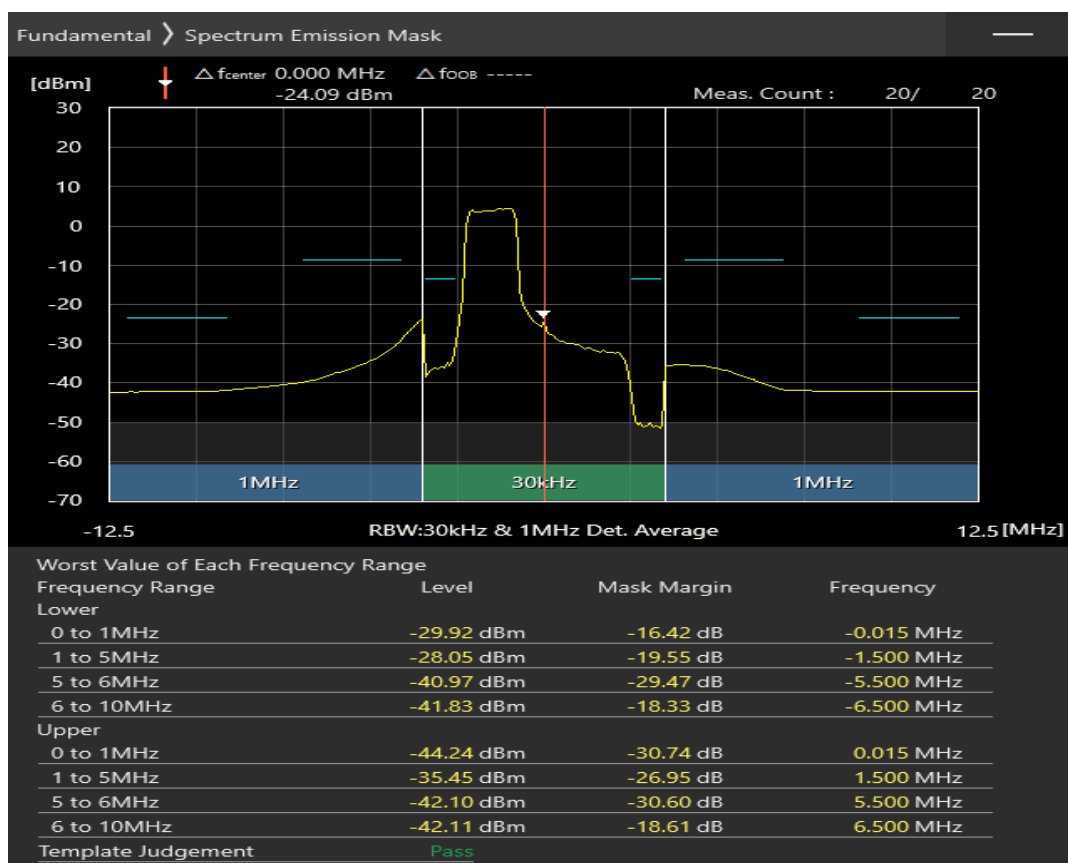 Fundamental ❯ Spectrum Emission Mask
[dBm] △ fcenter 0.000 MHz △ fOOB -----
-24.09 dBm Meas. Count : 20/ 20
30
20
10
0
-10
-20
-30
-40
-50
-60
1MHz 30kHz 1MHz
-70
-12.5 RBW:30kHz & 1MHz Det. Average 12.5 [MHz]
Worst Value of Each Frequency Range
Frequency Range Level Mask Margin Frequency
Lower
0 to 1MHz -29.92 dBm -16.42 dB -0.015 MHz
1 to 5MHz -28.05 dBm -19.55 dB -1.500 MHz
5 to 6MHz -40.97 dBm -29.47 dB -5.500 MHz
6 to 10MHz -41.83 dBm -18.33 dB -6.500 MHz
Upper
0 to 1MHz -44.24 dBm -30.74 dB 0.015 MHz
1 to 5MHz -35.45 dBm -26.95 dB 1.500 MHz
5 to 6MHz -42.10 dBm -30.60 dB 5.500 MHz
6 to 10MHz -42.11 dBm -18.61 dB 6.500 MHz
Template Judgement Pass